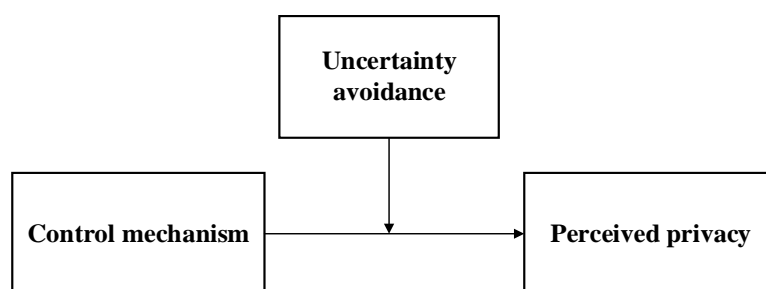 Uncertainty
avoidance
Control mechanism
Perceived privacy